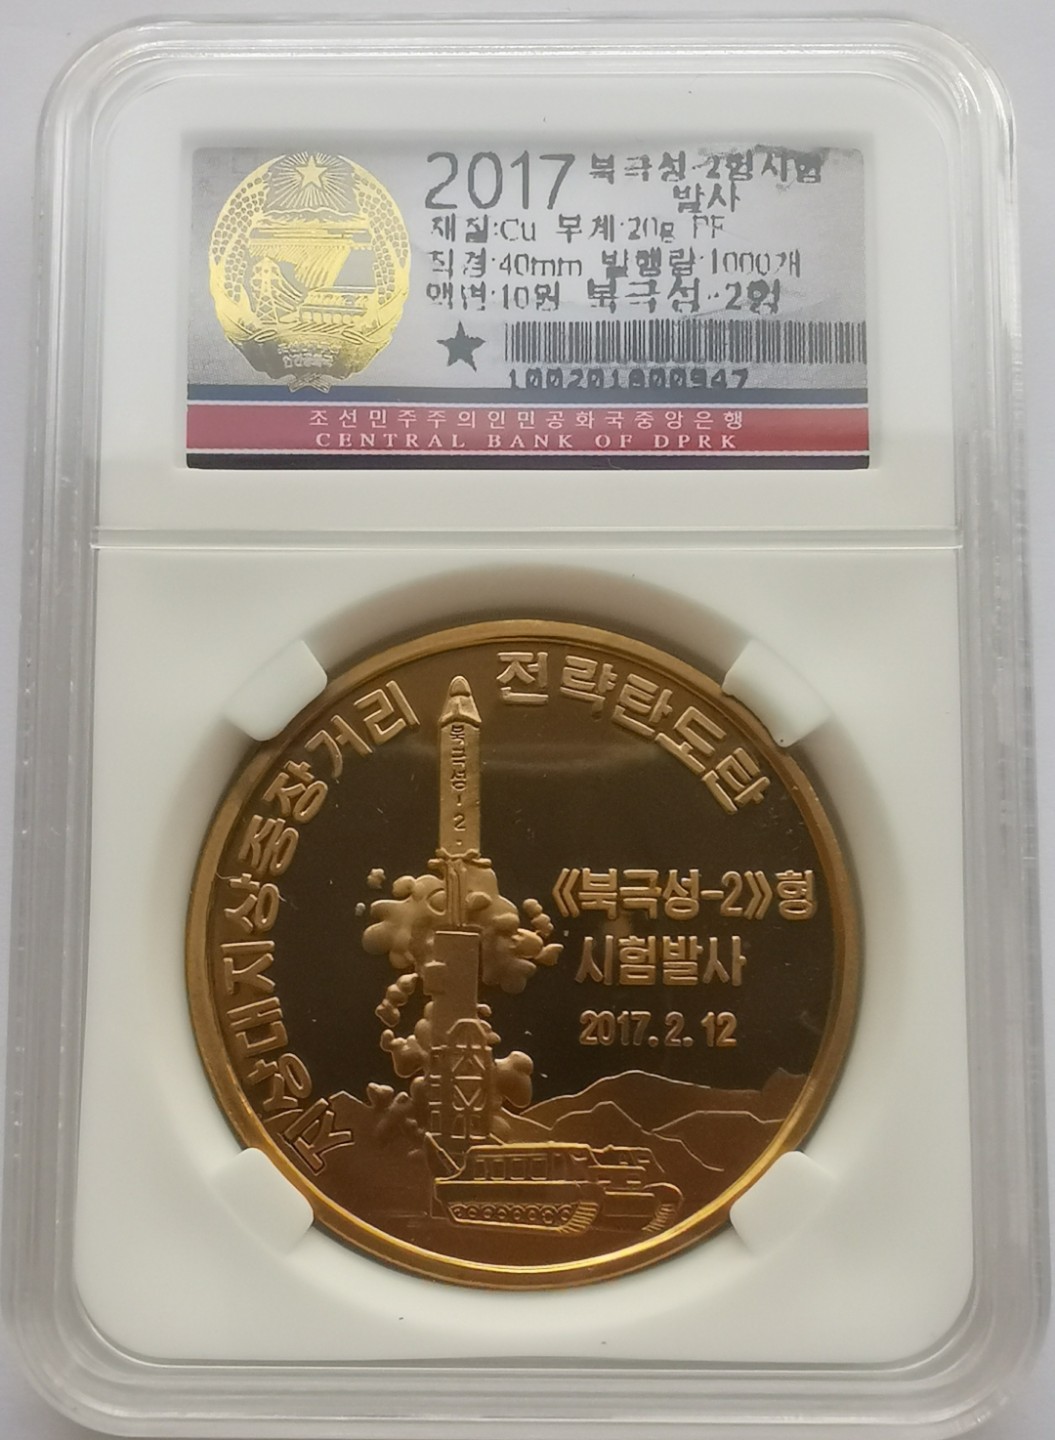 2017 북극성-2형시험
발사
재질:Cu 무게:20g PF
직경:40mm 발행량:1000개
액면:10원 북극성-2형
100201800947
조선민주주의인민공화국중앙은행
CENTRAL BANK OF DPRK
지상대지상중장거리 전략탄도탄
북극성-2
《북극성-2》형
시험발사
2017.2.12